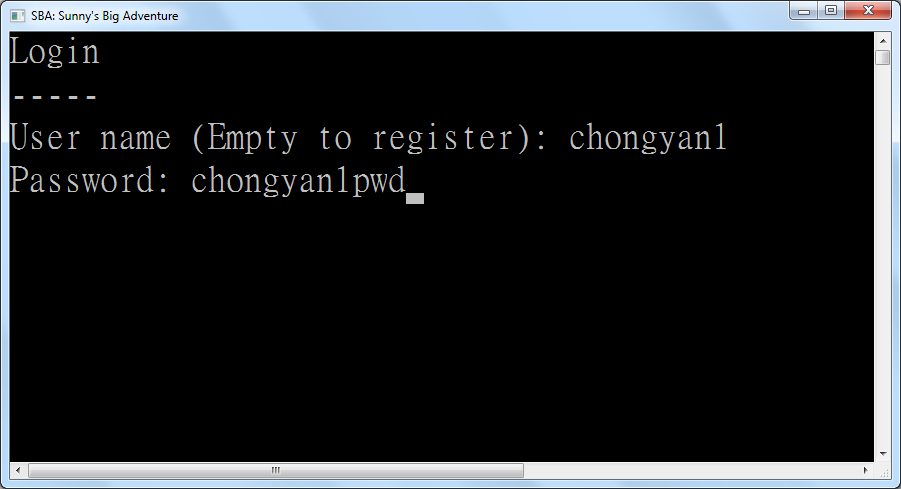 SBA: Sunny's Big Adventure
Login
-----
User name (Empty to register): chongyan1
Password: chongyan1pwd